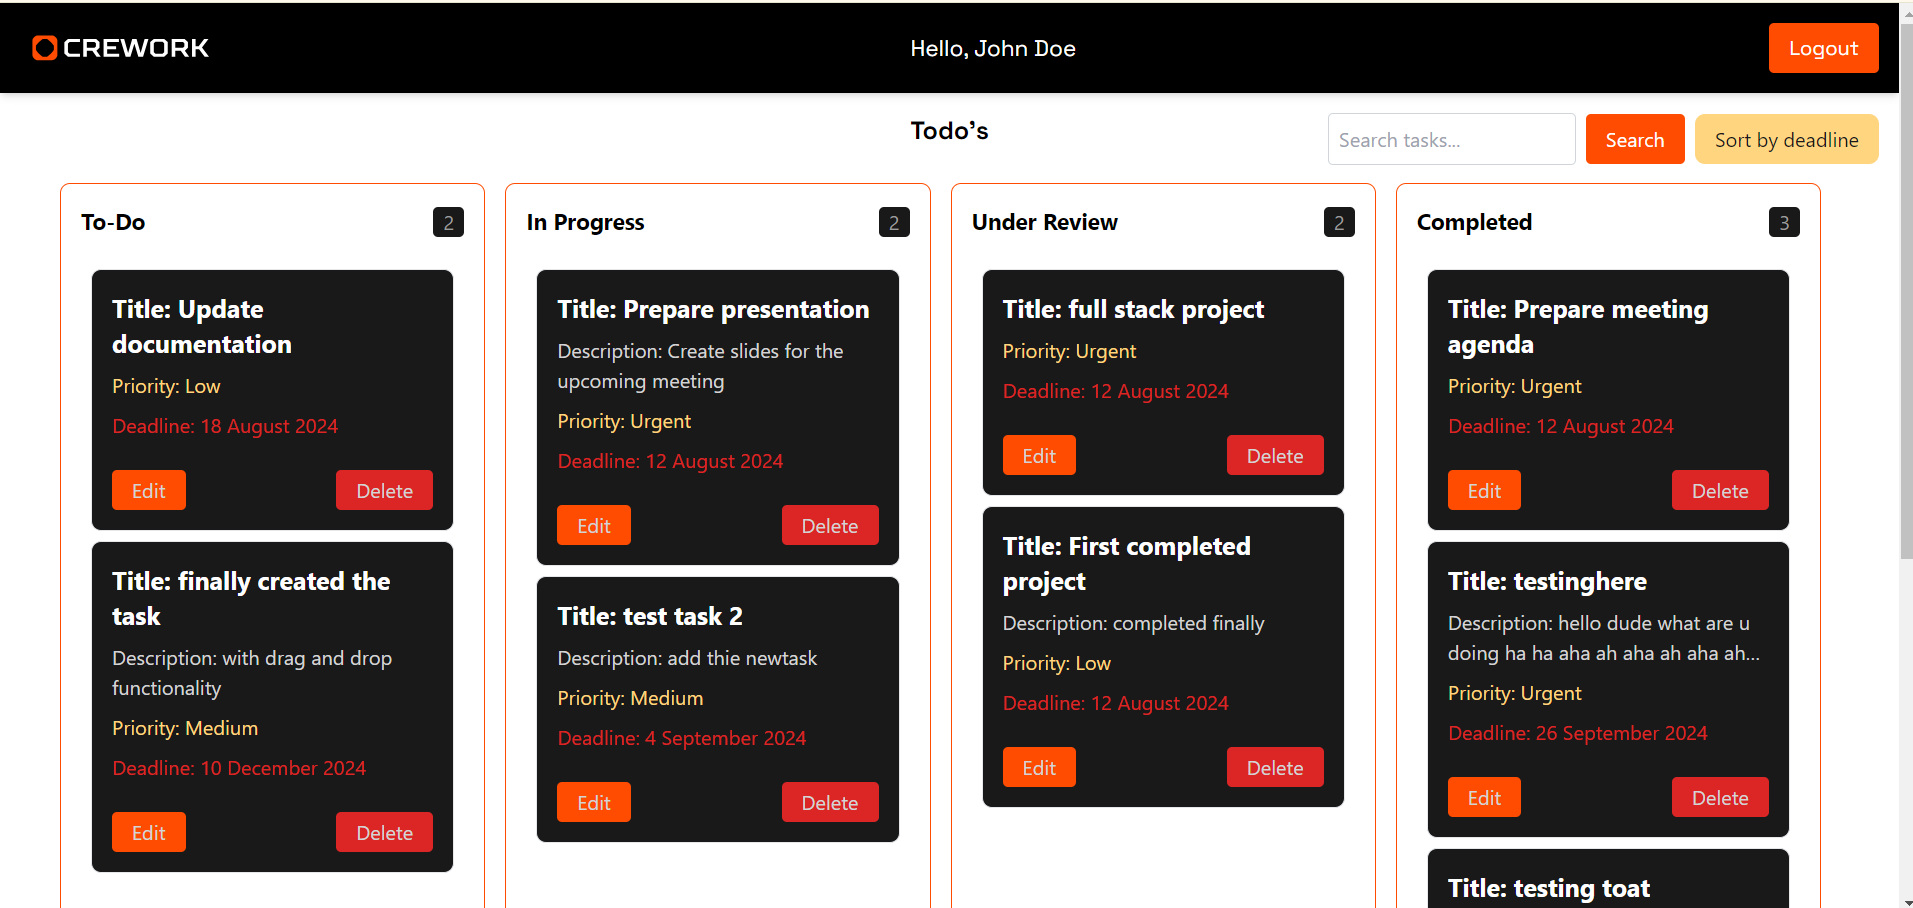 CREWORK
Hello, John Doe
Logout
Todo's
Search tasks...
Search
Sort by deadline
To-Do
2
Title: Update
documentation
Priority: Low
Deadline: 18 August 2024
Edit
Delete
Title: finally created the
task
Description: with drag and drop
functionality
Priority: Medium
Deadline: 10 December 2024
Edit
Delete
In Progress
2
Title: Prepare presentation
Description: Create slides for the
upcoming meeting
Priority: Urgent
Deadline: 12 August 2024
Edit
Delete
Title: test task 2
Description: add thie newtask
Priority: Medium
Deadline: 4 September 2024
Edit
Delete
Under Review
2
Title: full stack project
Priority: Urgent
Deadline: 12 August 2024
Edit
Delete
Title: First completed
project
Description: completed finally
Priority: Low
Deadline: 12 August 2024
Edit
Delete
Completed
3
Title: Prepare meeting
agenda
Priority: Urgent
Deadline: 12 August 2024
Edit
Delete
Title: testinghere
Description: hello dude what are u
doing ha ha aha ah aha ah aha ah...
Priority: Urgent
Deadline: 26 September 2024
Edit
Delete
Title: testing toat